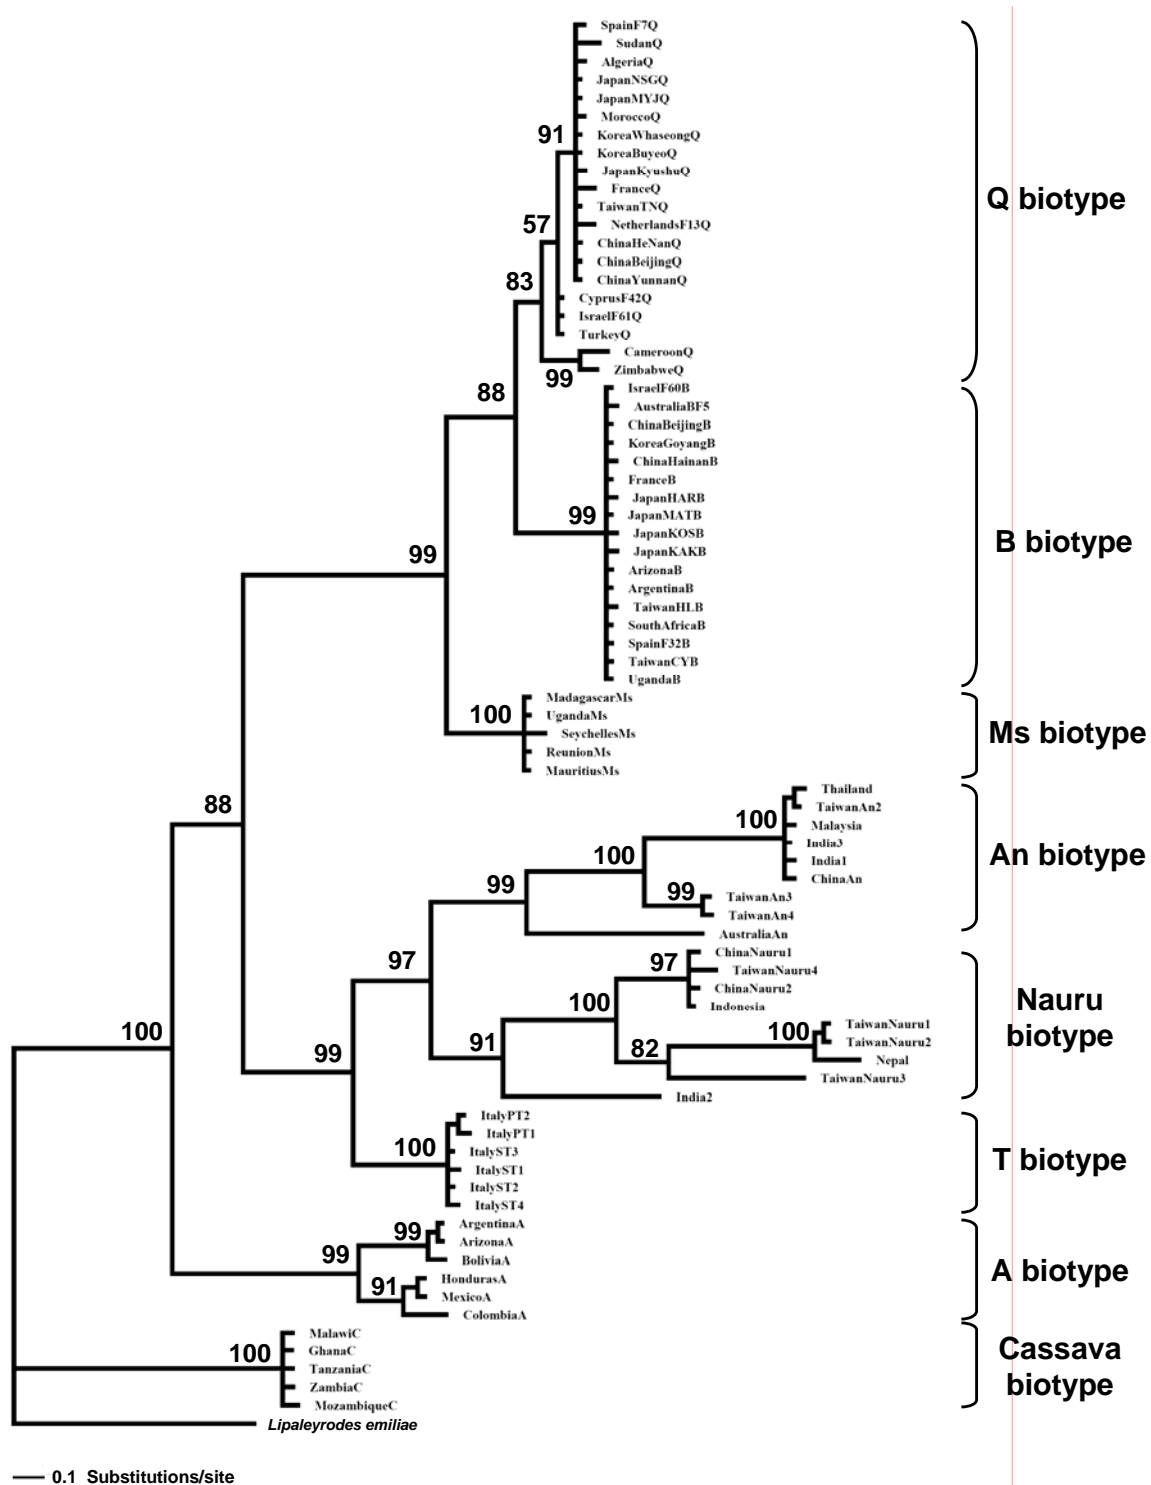 SpainF7Q
SudanQ
AlgeriaQ
JapanNSGQ
JapanMYJQ
MoroccoQ
91
KoreaWhaseongQ
KoreaBuyeoQ
JapanKyushuQ
FranceQ
Q biotype
TaiwanTNQ
57
NetherlandsF13Q
ChinaHeNanQ
ChinaBeijingQ
83
ChinaYunnanQ
CyprusF42Q
IsraelF61Q
TurkeyQ
CameroonQ
ZimbabweQ
99
88
IsraelF60B
AustraliaBF5
ChinaBeijingB
KoreaGoyangB
ChinaHainanB
FranceB
JapanHARB
99
JapanMATB
JapanKOSB
B biotype
99
JapanKAKB
ArizonaB
ArgentinaB
TaiwanHLB
SouthAfricaB
SpainF32B
TaiwanCYB
UgandaB
MadagascarMs
100
UgandaMs
SeychellesMs
Ms biotype
ReunionMs
MauritiusMs
Thailand
88
TaiwanAn2
100
Malaysia
India3
100
India1
An biotype
ChinaAn
99
99
TaiwanAn3
TaiwanAn4
AustraliaAn
97
97
ChinaNauru1
TaiwanNauru4
ChinaNauru2
100
Indonesia
Nauru
biotype
100
100
TaiwanNauru1
91
82
TaiwanNauru2
99
Nepal
TaiwanNauru3
India2
ItalyPT2
ItalyPT1
100
ItalyST3
T biotype
ItalyST1
ItalyST2
ItalyST4
ArgentinaA
99
ArizonaA
99
BoliviaA
A biotype
91
HondurasA
MexicoA
ColombiaA
MalawiC
100
GhanaC
Cassava
biotype
TanzaniaC
ZambiaC
MozambiqueC
Lipaleyrodes emiliae
0.1 Substitutions/site